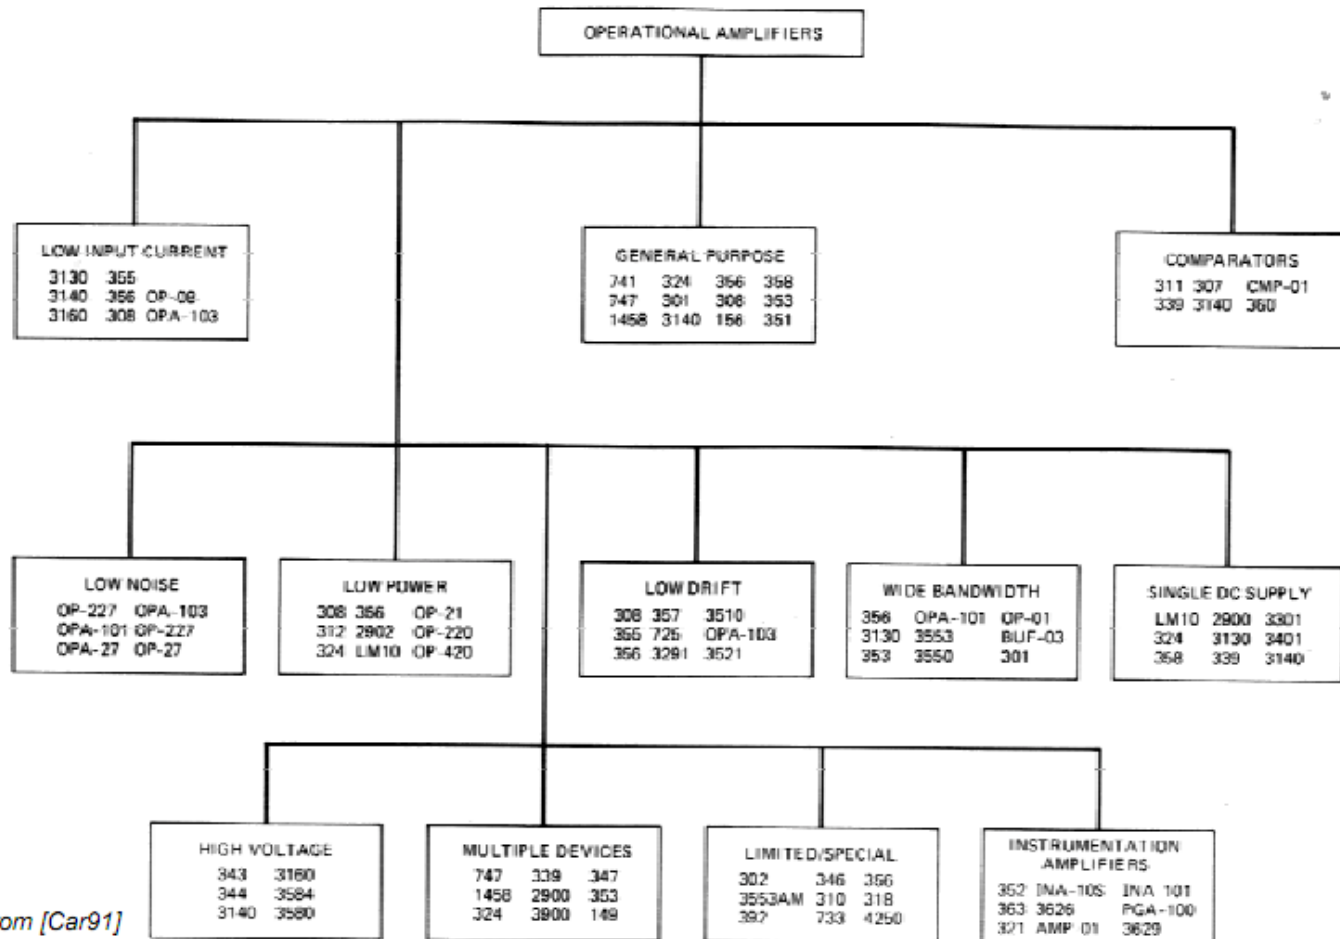 OPERATIONAL AMPLIFIERS
LOW INPUT CURRENT
3130 355
3140 356 OP-08
3160 308 OPA-103
GENERAL PURPOSE
741 324 356 358
747 301 308 353
1458 3140 156 351
COMPARATORS
311 307 CMP-01
339 3140 360
LOW NOISE
OP-227 OPA-103
OPA-101 OP-227
OPA-27 OP-27
LOW POWER
308 356 OP-21
312 2902 OP-220
324 LM10 OP-420
LOW DRIFT
308 357 3510
355 725 OPA-103
356 3291 3521
WIDE BANDWIDTH
356 OPA-101 OP-01
3130 3553 BUF-03
353 3550 301
SINGLE DC SUPPLY
LM10 2900 3301
324 3130 3401
358 339 3140
HIGH VOLTAGE
343 3160
344 3584
3140 3580
MULTIPLE DEVICES
747 339 347
1458 2900 353
324 3900 149
LIMITED/SPECIAL
302 346 356
3553AM 310 318
392 733 4250
INSTRUMENTATION
AMPLIFIERS
352 INA-105 INA 101
363 3626 PGA-100
321 AMP 01 3629
om [Car91]